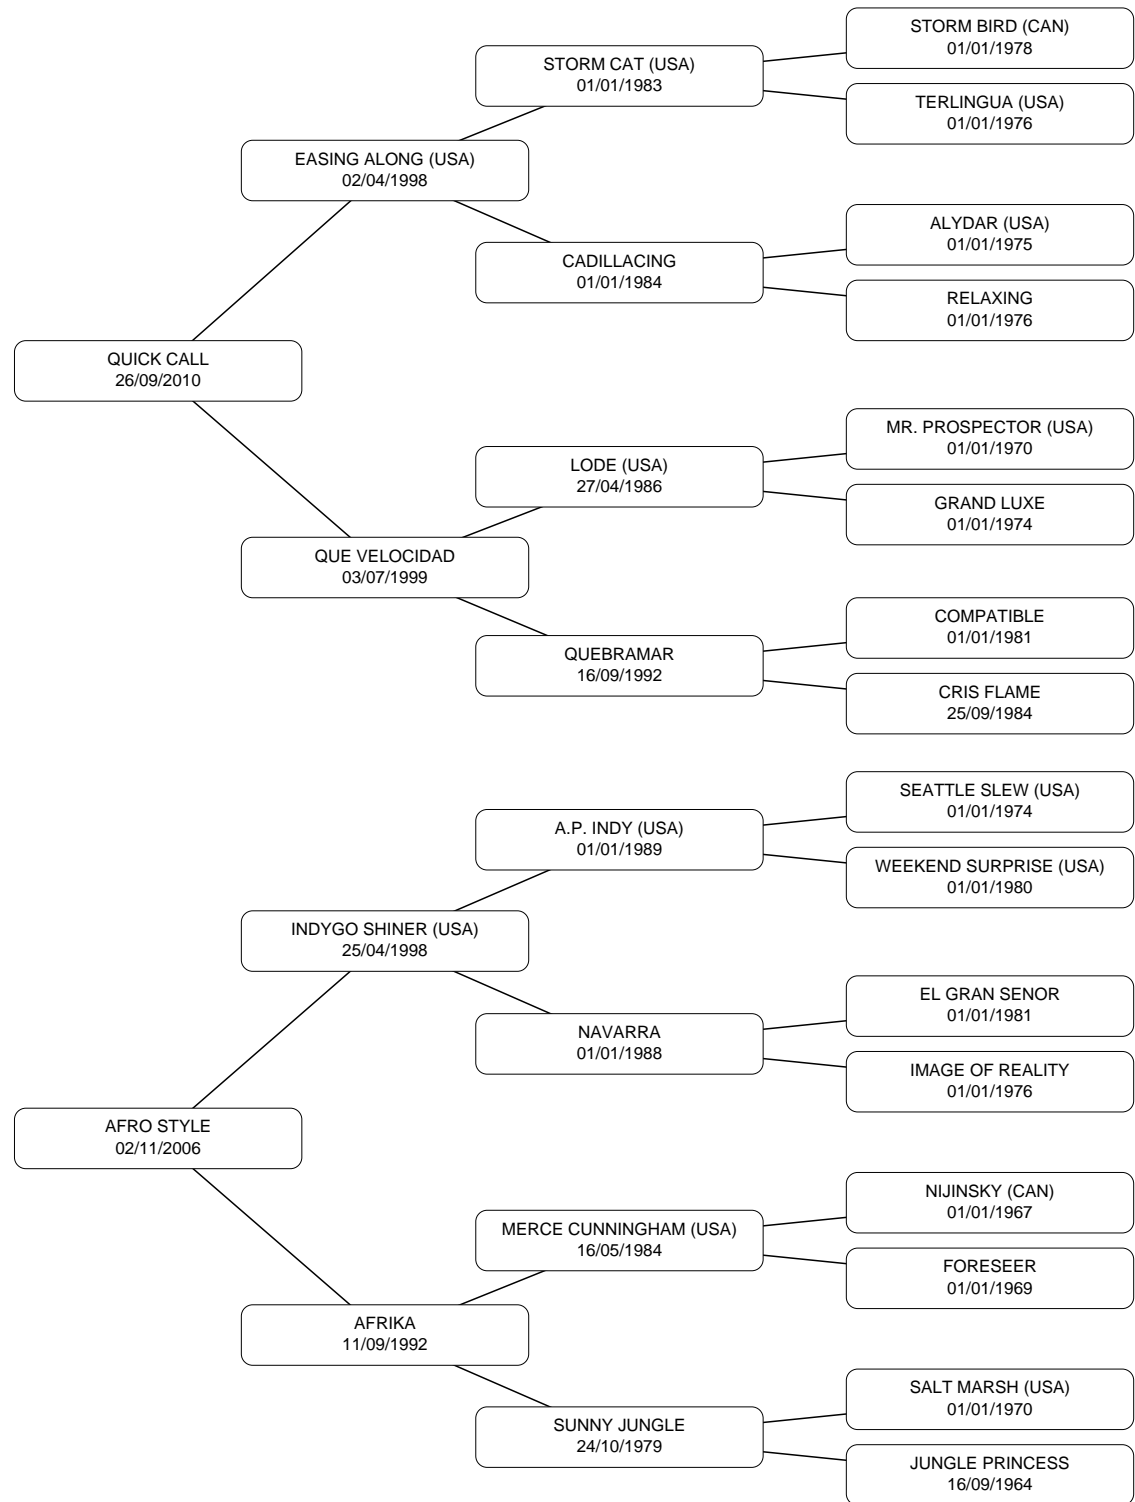 STORM BIRD (CAN)
01/01/1978
STORM CAT (USA)
01/01/1983
TERLINGUA (USA)
01/01/1976
EASING ALONG (USA)
02/04/1998
ALYDAR (USA)
01/01/1975
CADILLACING
01/01/1984
RELAXING
01/01/1976
QUICK CALL
26/09/2010
MR. PROSPECTOR (USA)
01/01/1970
LODE (USA)
27/04/1986
GRAND LUXE
01/01/1974
QUE VELOCIDAD
03/07/1999
COMPATIBLE
01/01/1981
QUEBRAMAR
16/09/1992
CRIS FLAME
25/09/1984
SEATTLE SLEW (USA)
01/01/1974
A.P. INDY (USA)
01/01/1989
WEEKEND SURPRISE (USA)
01/01/1980
INDYGO SHINER (USA)
25/04/1998
EL GRAN SENOR
01/01/1981
NAVARRA
01/01/1988
IMAGE OF REALITY
01/01/1976
AFRO STYLE
02/11/2006
NIJINSKY (CAN)
01/01/1967
MERCE CUNNINGHAM (USA)
16/05/1984
FORESEER
01/01/1969
AFRIKA
11/09/1992
SALT MARSH (USA)
01/01/1970
SUNNY JUNGLE
24/10/1979
JUNGLE PRINCESS
16/09/1964